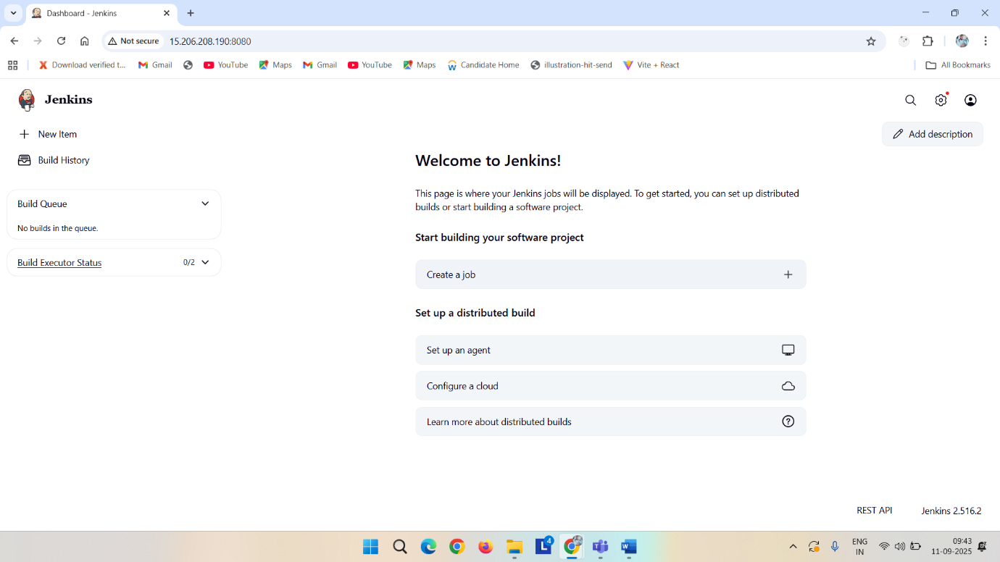 Dashboard - Jenkins
Not secure 15.206.208.190:8080
Download verified t... Gmail YouTube Maps Gmail YouTube Maps Candidate Home illustration-hit-send Vite + React All Bookmarks
Jenkins
New Item
Add description
Build History
Welcome to Jenkins!
This page is where your Jenkins jobs will be displayed. To get started, you can set up distributed
builds or start building a software project.
Build Queue
No builds in the queue.
Build Executor Status 0/2
Start building your software project
Create a job
Set up a distributed build
Set up an agent
Configure a cloud
Learn more about distributed builds
REST API Jenkins 2.516.2
L 4
W
ENG
IN
09:43
11-09-2025